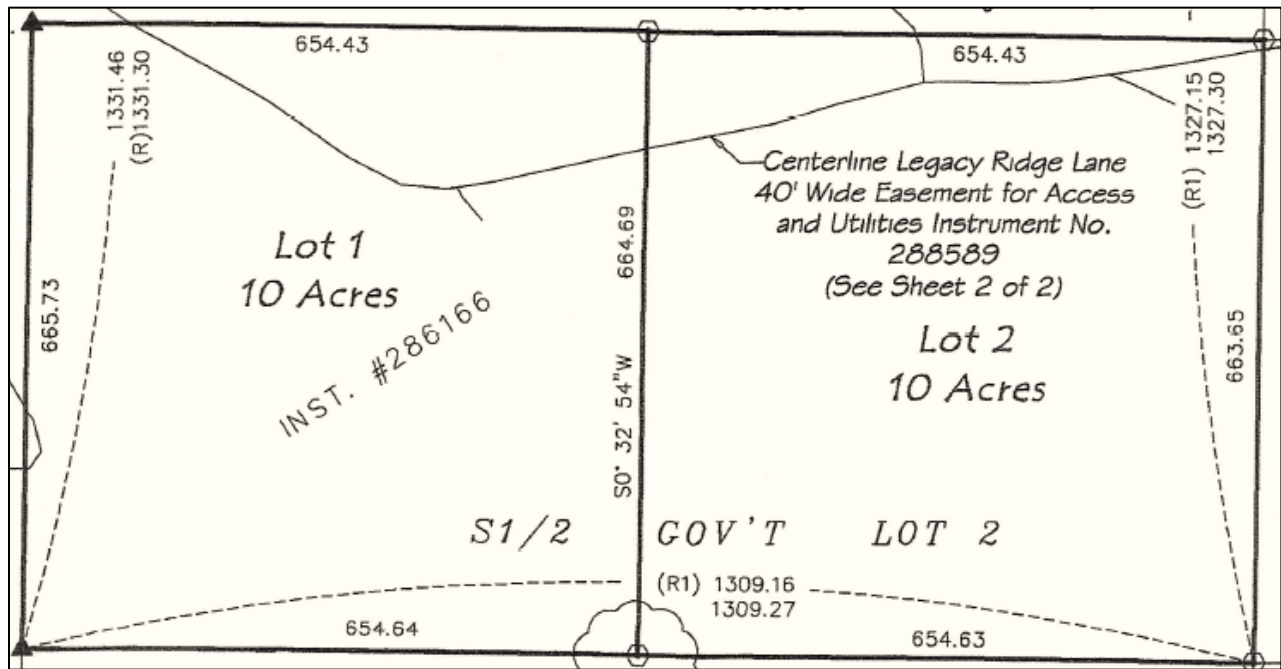 654.43
654.43
1331.46
(R)1331.30
(R1) 1327.15
1327.30
Centerline Legacy Ridge Lane
40' Wide Easement for Access
and Utilities Instrument No.
288589
(See Sheet 2 of 2)
Lot 1
10 Acres
664.69
665.73
INST. #286166
Lot 2
10 Acres
663.65
S0° 32' 54"W
S1/2 GOV'T LOT 2
(R1) 1309.16
1309.27
654.64
654.63